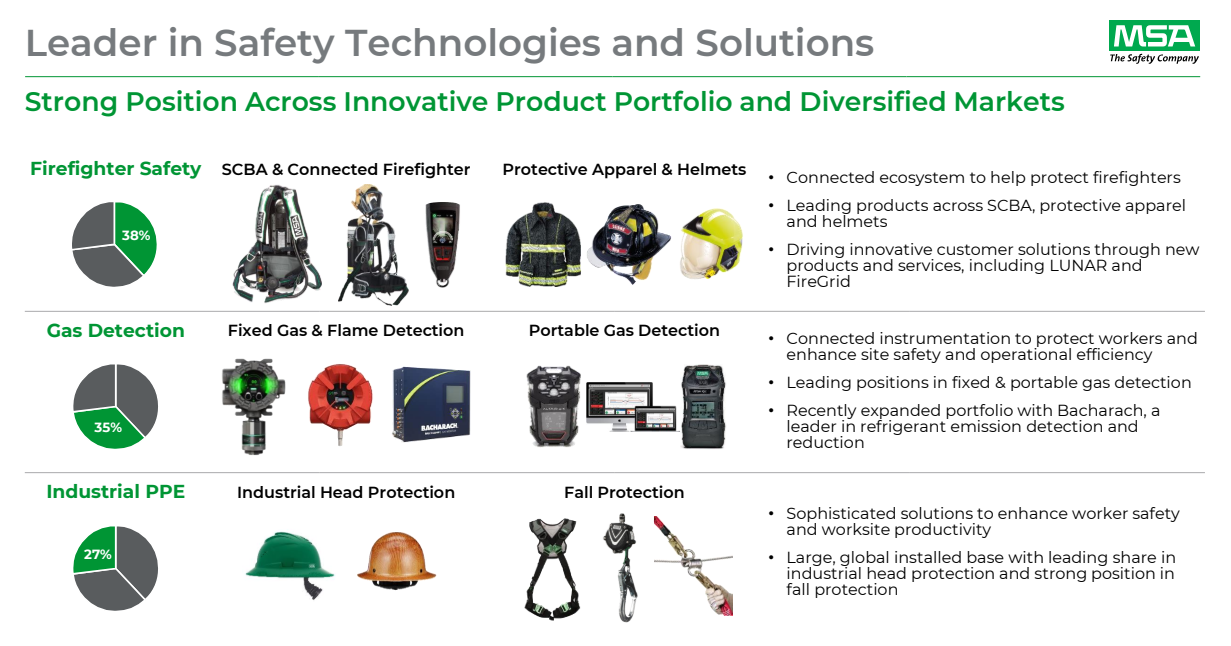 Leader in Safety Technologies and Solutions
MSA
The Safety Company
Strong Position Across Innovative Product Portfolio and Diversified Markets
Firefighter Safety
38%
SCBA & Connected Firefighter
MSA
MSA
Protective Apparel & Helmets
• Connected ecosystem to help protect firefighters
• Leading products across SCBA, protective apparel
and helmets
• Driving innovative customer solutions through new
products and services, including LUNAR and
FireGrid
Gas Detection
35%
Fixed Gas & Flame Detection
BACHARACH
Portable Gas Detection
MSA
• Connected instrumentation to protect workers and
enhance site safety and operational efficiency
• Leading positions in fixed & portable gas detection
• Recently expanded portfolio with Bacharach, a
leader in refrigerant emission detection and
reduction
Industrial PPE
27%
Industrial Head Protection
Fall Protection
• Sophisticated solutions to enhance worker safety
and worksite productivity
• Large, global installed base with leading share in
industrial head protection and strong position in
fall protection